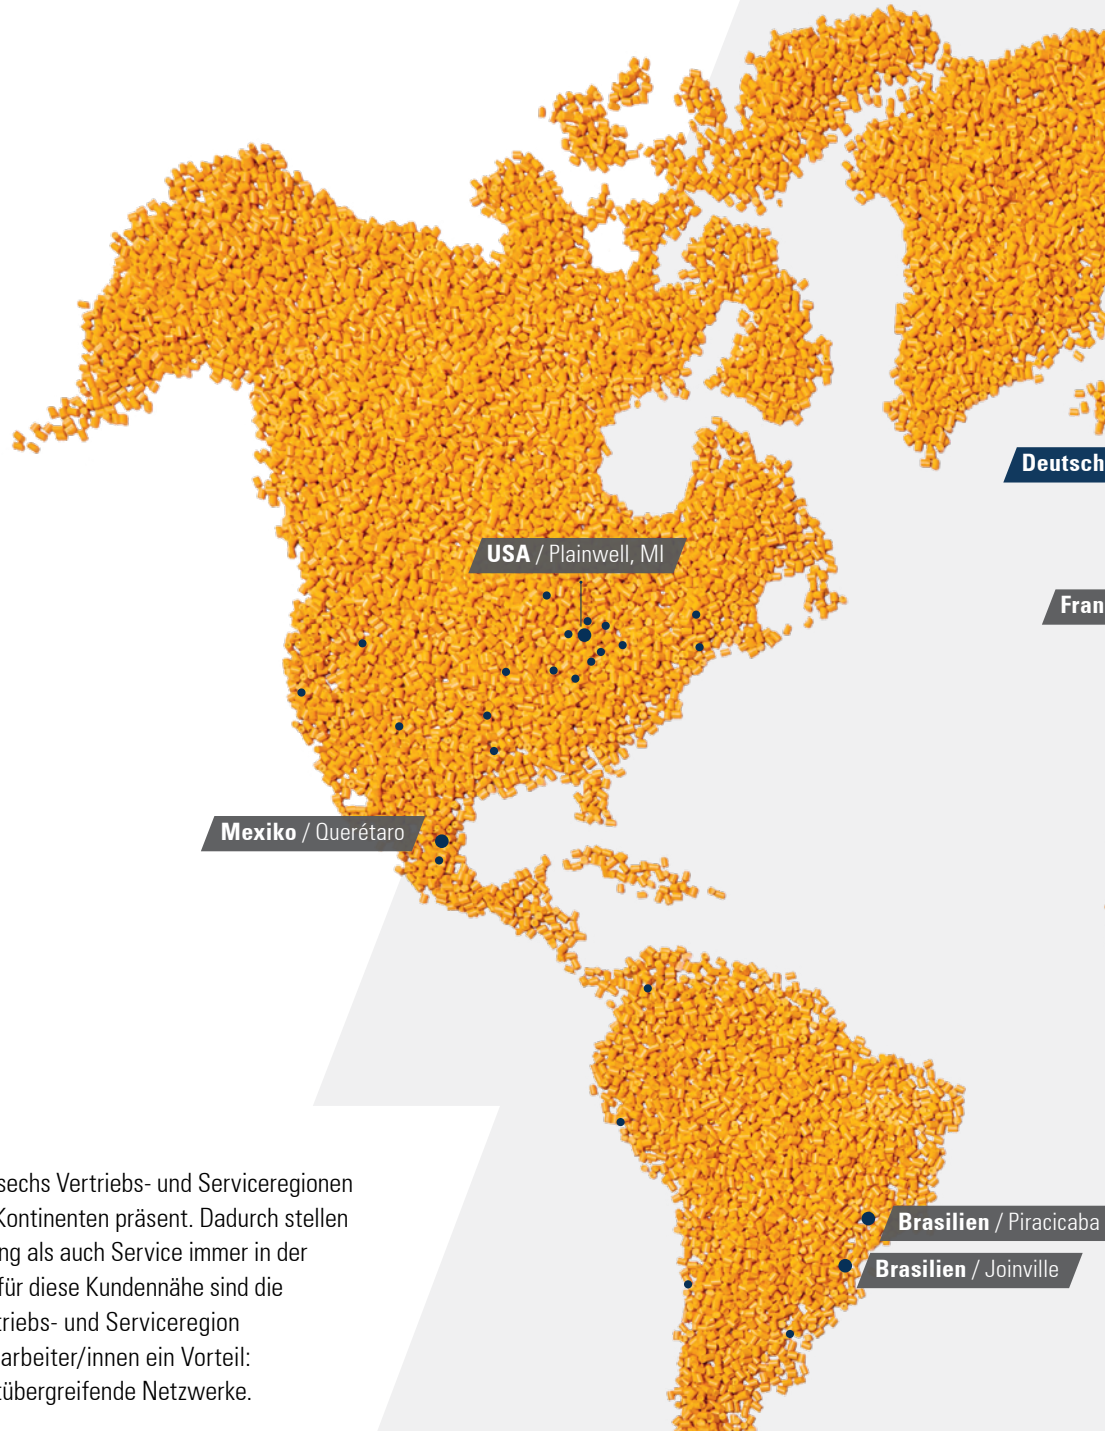 Deutsch
USA / Plainwell, MI
Fran
Mexiko / Querétaro
sechs Vertriebs- und Serviceregionen
Kontinenten präsent. Dadurch stellen
ng als auch Service immer in der
für diese Kundennähe sind die
triebs- und Serviceregion
arbeiter/innen ein Vorteil:
tübergreifende Netzwerke.
Brasilien / Piracicaba
Brasilien / Joinville